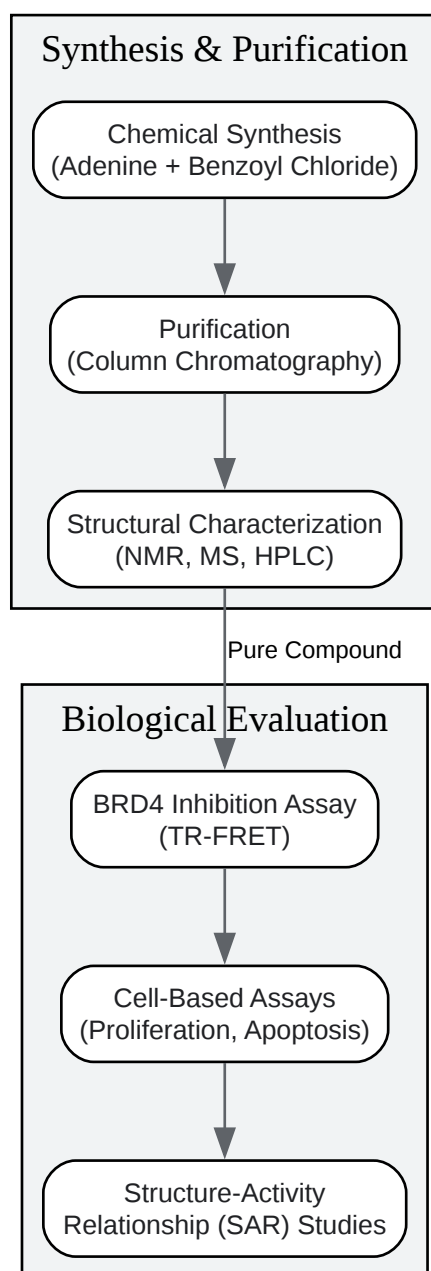 Synthesis & Purification
Chemical Synthesis
(Adenine + Benzoyl Chloride)
Purification
(Column Chromatography)
Structural Characterization
(NMR, MS, HPLC)
Pure Compound
Biological Evaluation
BRD4 Inhibition Assay
(TR-FRET)
Cell-Based Assays
(Proliferation, Apoptosis)
Structure-Activity
Relationship (SAR) Studies